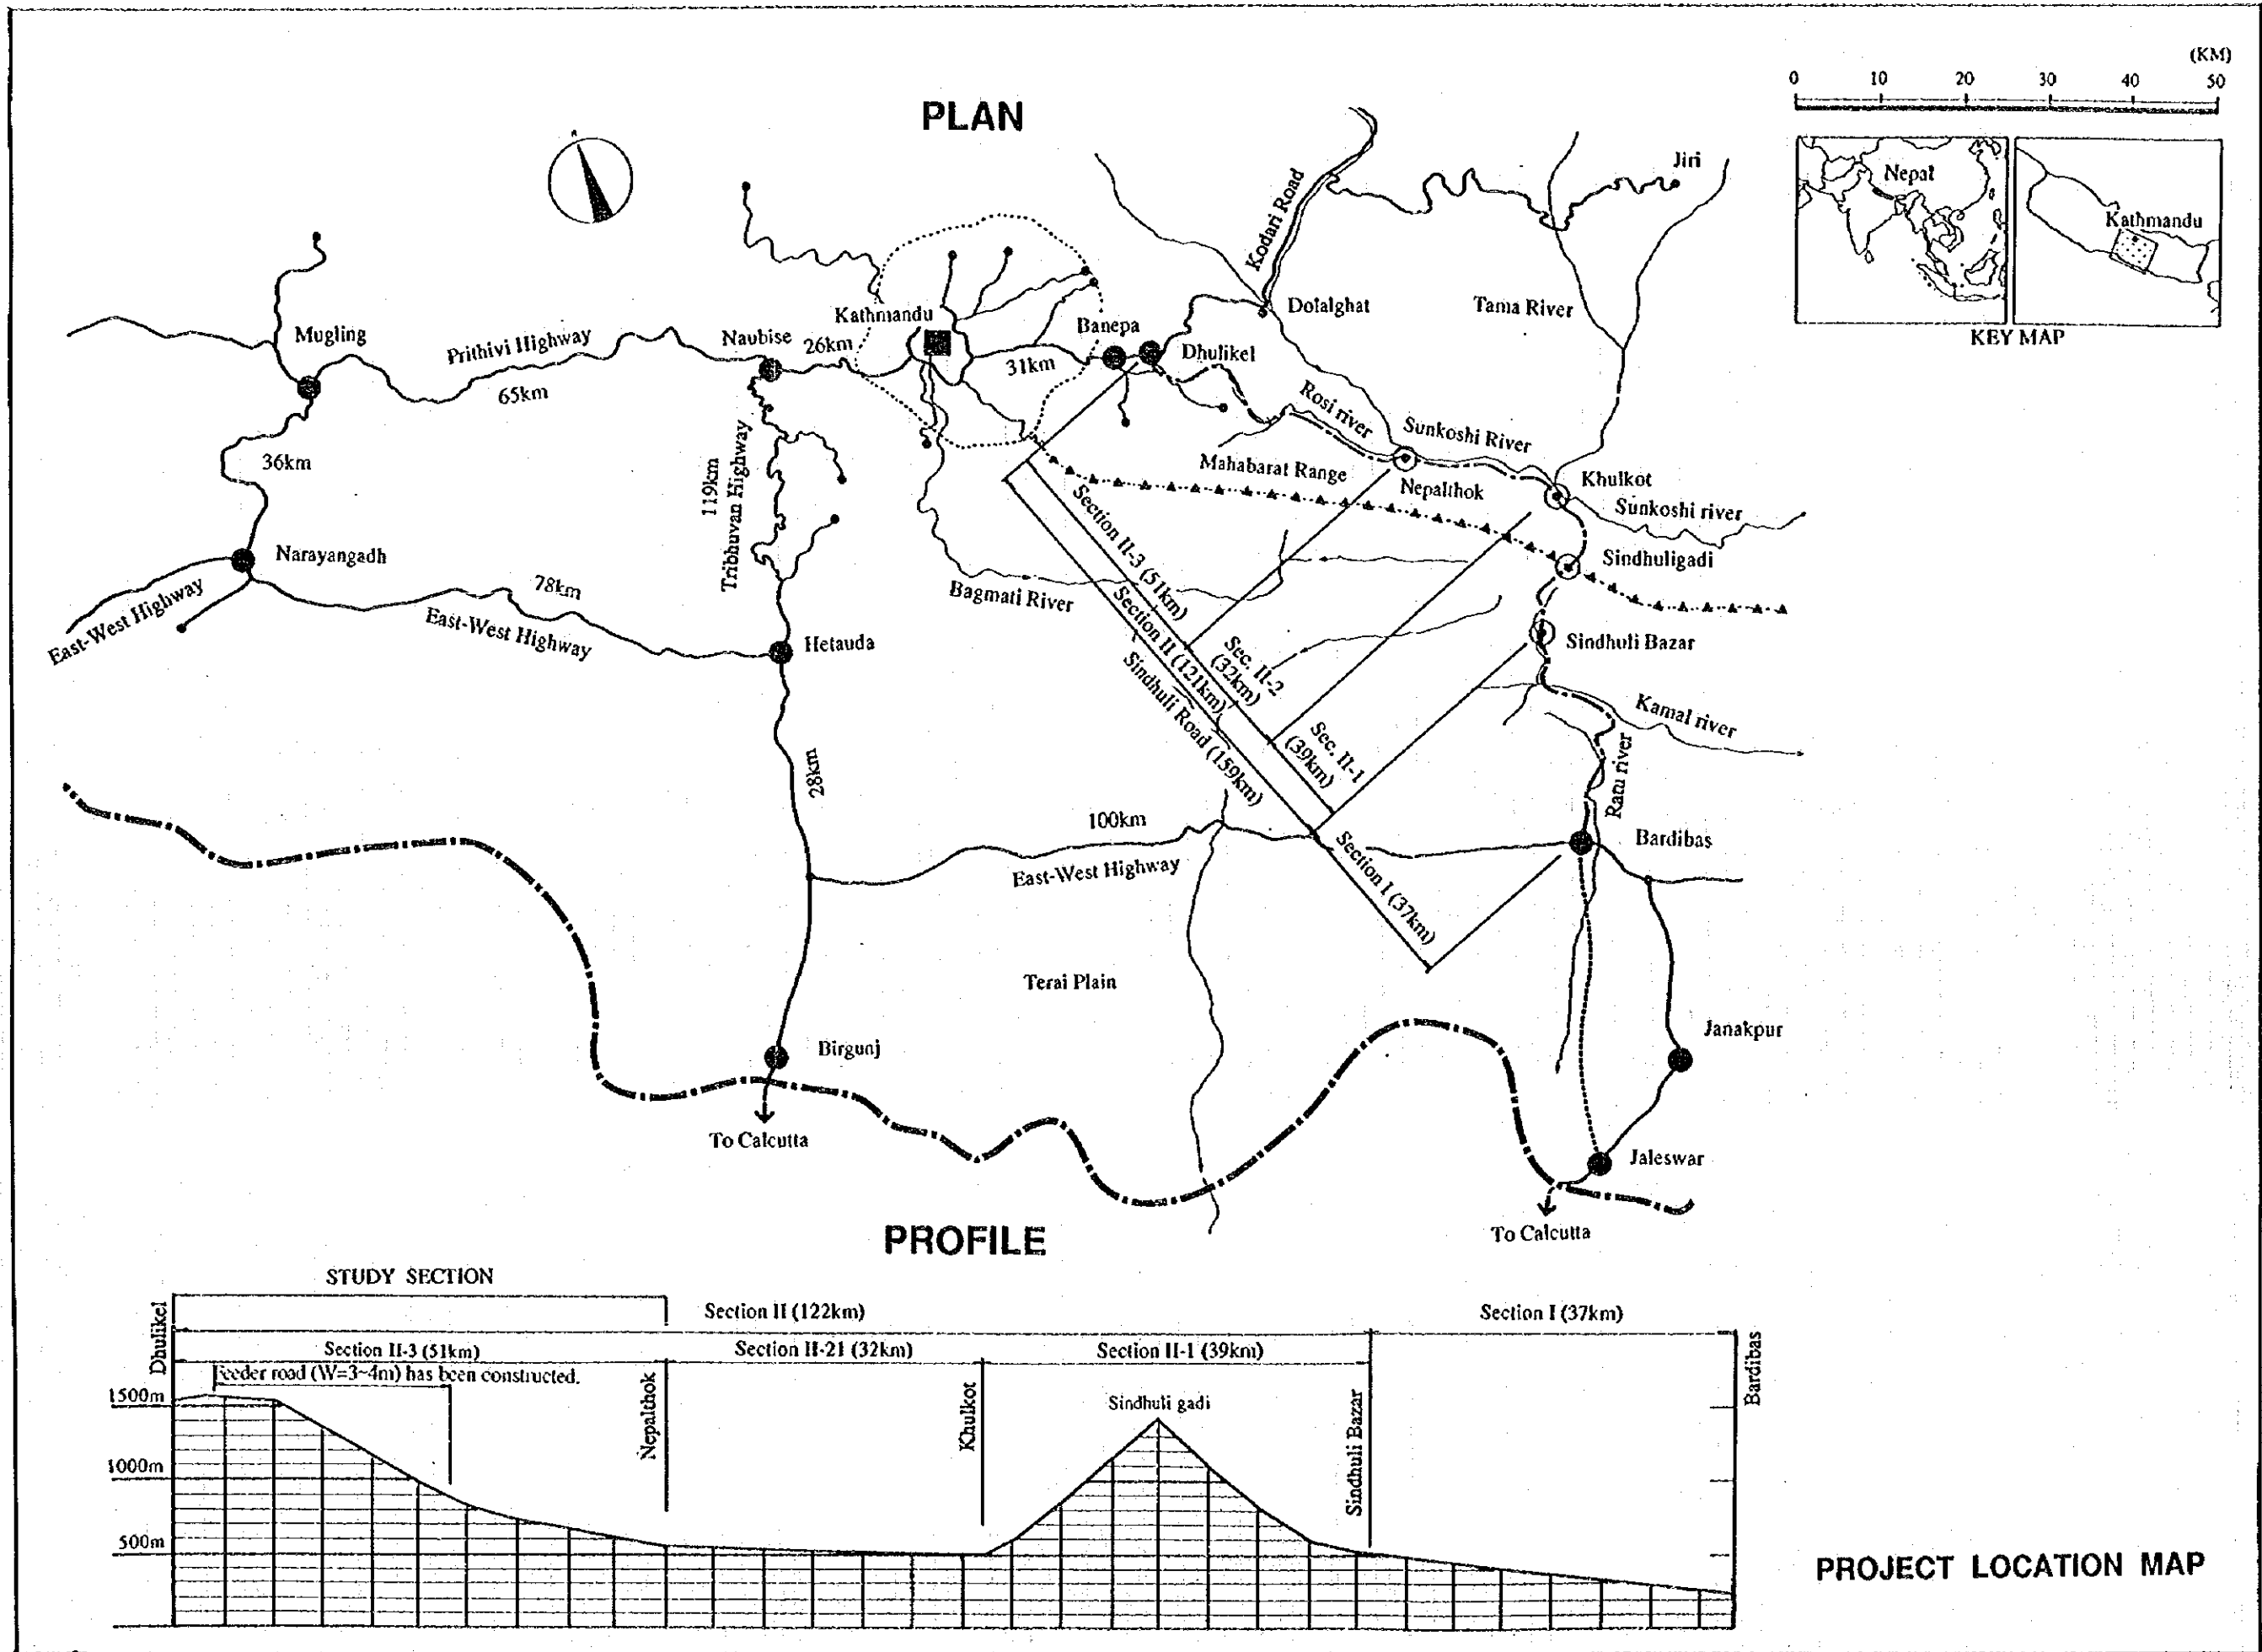 (KM)
0 10 20 30 40 50
PLAN
Nepal
Kathmandu
KEY MAP
Jiri
Kodari Road
Dolalghat
Tama River
Mugling
Prithivi Highway
65km
Naubise
26km
Kathmandu
31km
Banepa
Dhulikel
Rosi river
Sunkoshi River
36km
119km
Tribhuvan Highway
Mahabarat Range
Nepalthok
Khulkot
Sunkoshi river
Sindhuligadi
Narayangadh
East-West Highway
78km
East-West Highway
Bagmati River
Hetauda
Section II-3 (51km)
Section II (121km)
Sindhuli Road (159km)
Sec. II-2
(32km)
Sec. II-1
(39km)
Section I (37km)
Sindhuli Bazar
Kamal river
Ratu river
28km
100km
East-West Highway
Bardibas
Terai Plain
Janakpur
Birgunj
To Calcutta
Jaleswar
To Calcutta
PROFILE
STUDY SECTION
Section II (122km)
Section I (37km)
Section II-3 (51km)
Section II-21 (32km)
Section II-1 (39km)
Feeder road (W=3~4m) has been constructed.
Dhulikel
Nepalthok
Khulkot
Sindhuli gadi
Sindhuli Bazar
Bardibas
1500m
1000m
500m
PROJECT LOCATION MAP